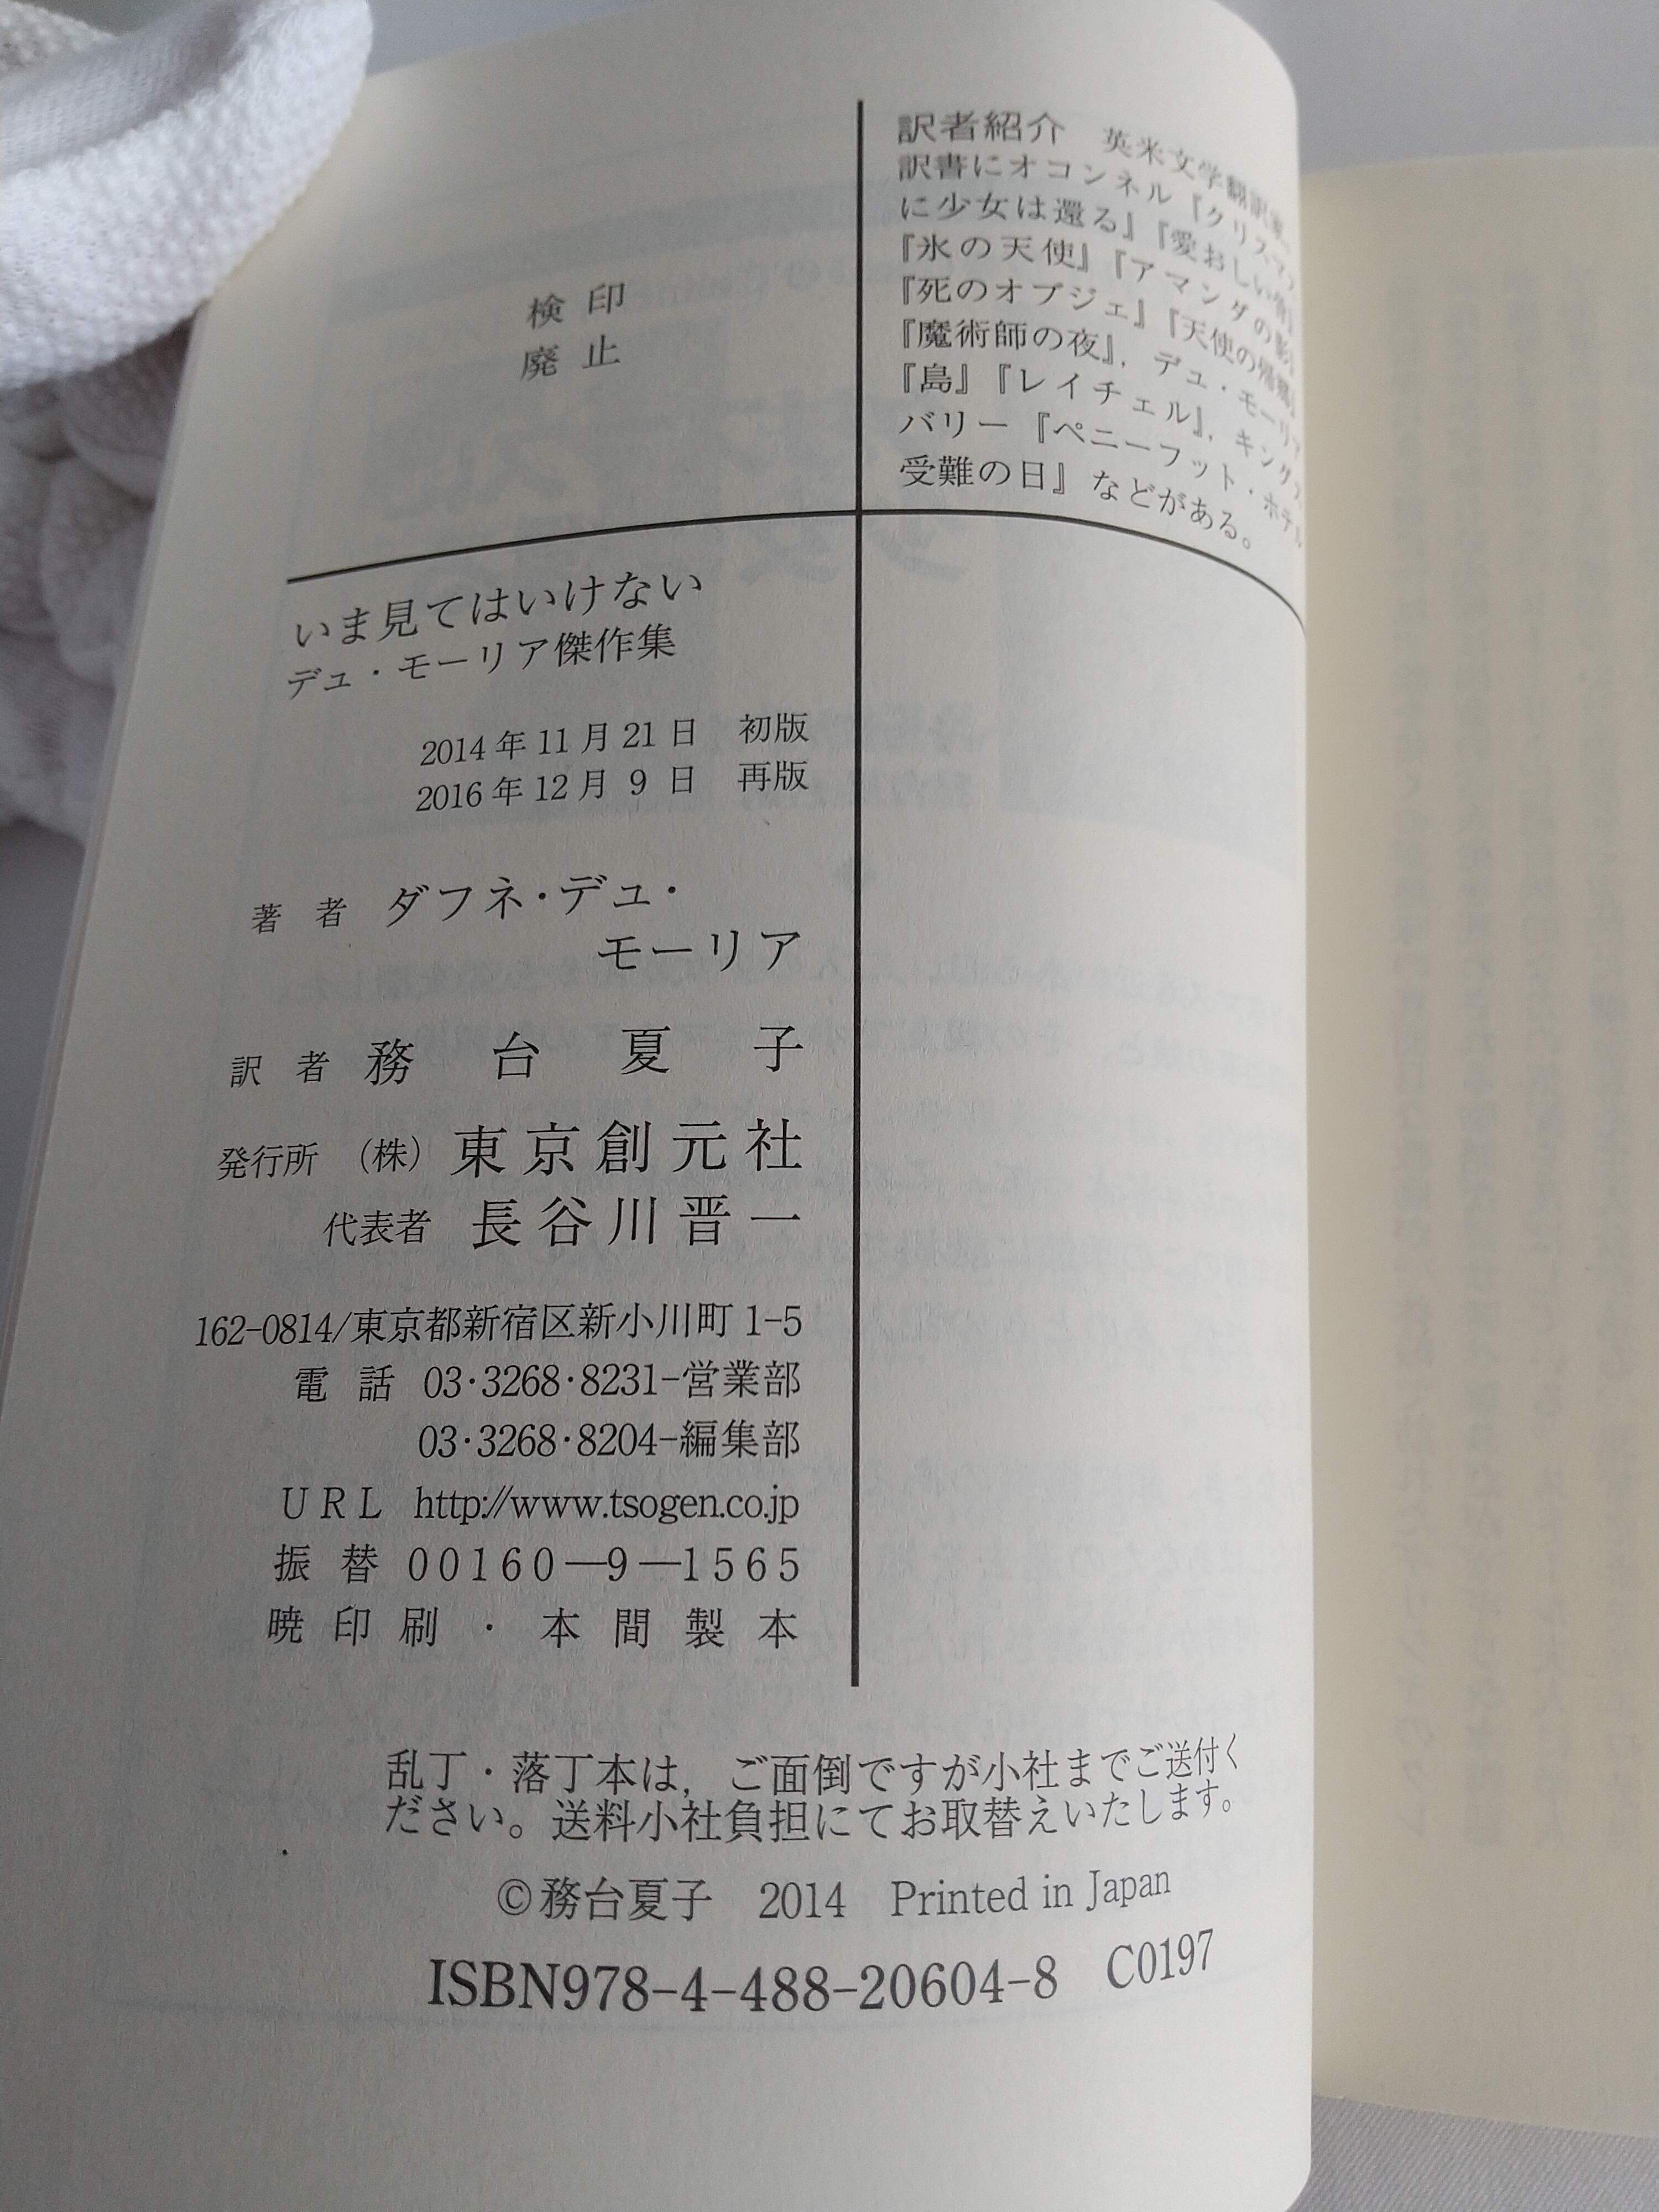 訳者紹介 英米文学翻訳家。
訳書にオコンネル『クリスマス
に少女は還る』『愛おしい骨』
『氷の天使』『アマンダの影』
『死のオブジェ』『天使の帰郷』
『魔術師の夜』，デュ・モーリア
『島』『レイチェル』，キングズ
バリー『ペニーフット・ホテル
受難の日』などがある。
検印
廃止
いま見てはいけない
デュ・モーリア傑作集
2014年11月21日 初版
2016年12月9日 再版
著者 ダフネ・デュ・
モーリア
訳者 務台夏子
発行所 （株）東京創元社
代表者 長谷川晋一
162-0814/東京都新宿区新小川町1-5
電話 03・3268・8231-営業部
03・3268・8204-編集部
URL http://www.tsogen.co.jp
振替 00160―9―1565
暁印刷・本間製本
乱丁・落丁本は，ご面倒ですが小社までご送付く
ださい。送料小社負担にてお取替えいたします。
©務台夏子 2014 Printed in Japan
ISBN978-4-488-20604-8 C0197